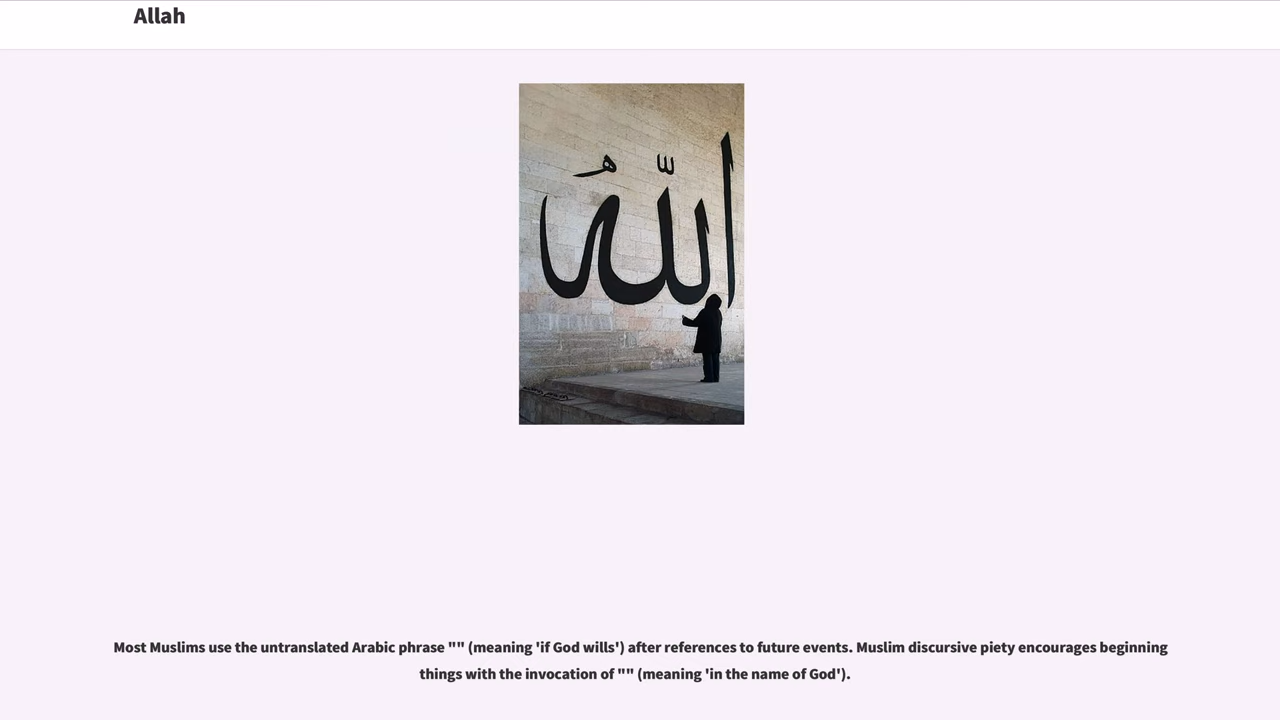 Allah
اللّٰهُ
Most Muslims use the untranslated Arabic phrase "" (meaning 'if God wills') after references to future events. Muslim discursive piety encourages beginning
things with the invocation of "" (meaning 'in the name of God').